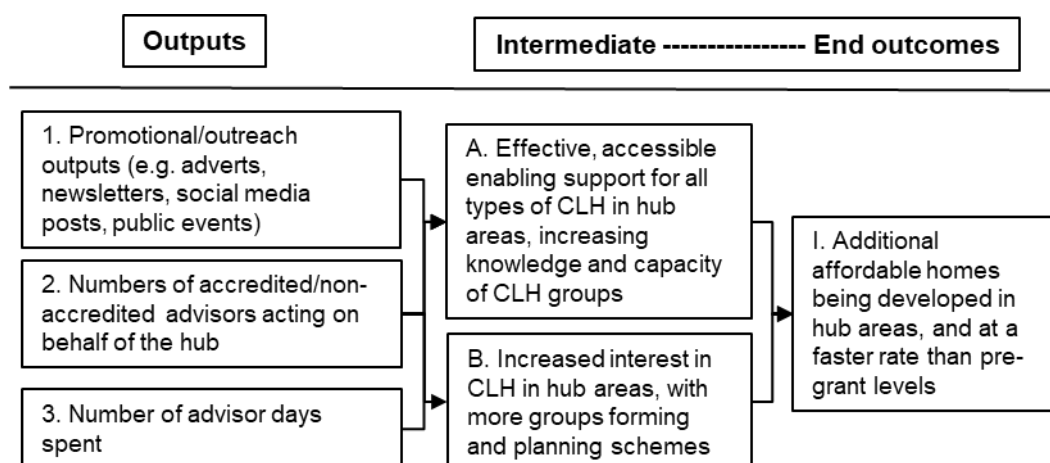 Outputs
Intermediate ---------------- End outcomes
1. Promotional/outreach
outputs (e.g. adverts,
newsletters, social media
posts, public events)
2. Numbers of accredited/non-
accredited advisors acting on
behalf of the hub
3. Number of advisor days
spent
A. Effective, accessible
enabling support for all
types of CLH in hub
areas, increasing
knowledge and capacity
of CLH groups
B. Increased interest in
CLH in hub areas, with
more groups forming
and planning schemes
I. Additional
affordable homes
being developed in
hub areas, and at a
faster rate than pre-
grant levels